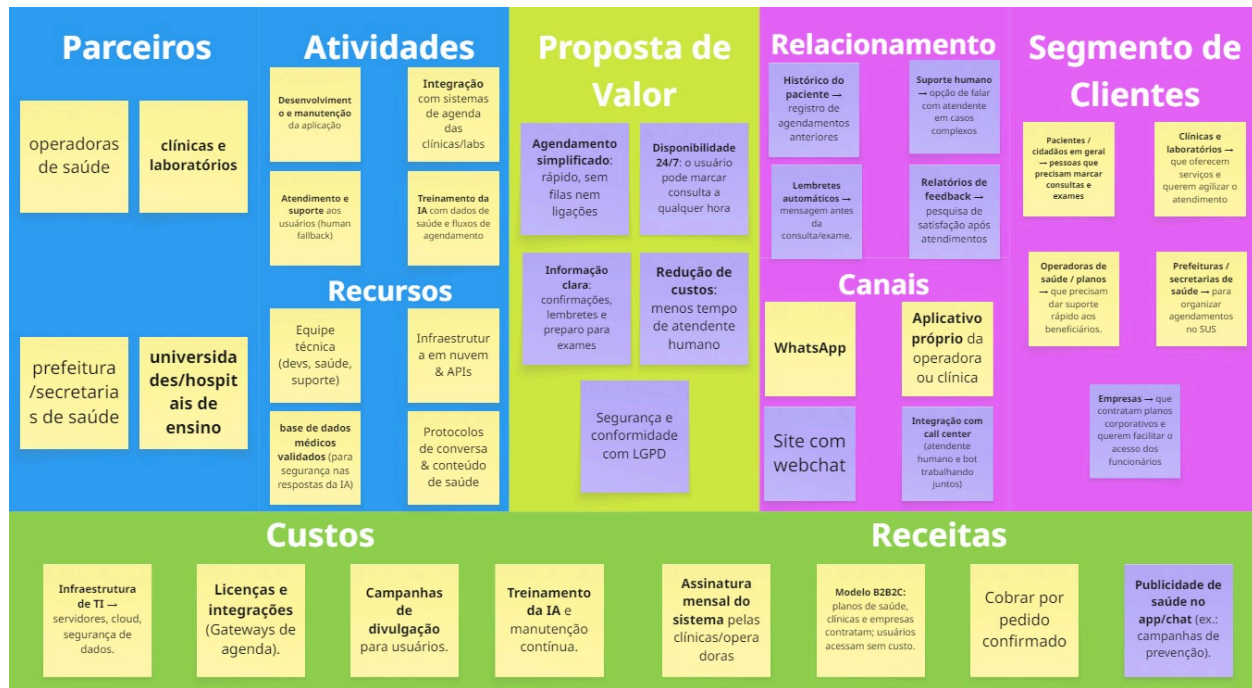 Parceiros
operadoras
de saúde
clínicas e
laboratórios
prefeitura
/secretaria
s de saúde
universida
des/hospit
ais de
ensino
Atividades
Desenvolviment
o e manutenção
da aplicação
Integração
com sistemas
de agenda
das
clínicas/labs
Atendimento e
suporte aos
usuários (human
fallback)
Treinamento da
IA com dados de
saúde e fluxos de
agendamento
Recursos
Equipe
técnica
(devs, saúde,
suporte)
Infraestrutur
a em nuvem
& APIs
base de dados
médicos
validados (para
segurança nas
respostas da IA)
Protocolos
de conversa
& conteúdo
de saúde
Proposta de
Valor
Agendamento
simplificado:
rápido, sem
filas nem
ligações
Disponibilidade
24/7: o usuário
pode marcar
consulta a
qualquer hora
Informação
clara:
confirmações,
lembretes e
preparo para
exames
Redução de
custos:
menos tempo
de atendente
humano
Segurança e
conformidade
com LGPD
Relacionamento
Histórico do
paciente →
registro de
agendamentos
anteriores
Suporte humano
→ opção de falar
com atendente
em casos
complexos
Lembretes
automáticos →
mensagem antes
da
consulta/exame.
Relatórios de
feedback →
pesquisa de
satisfação após
atendimentos
Canais
WhatsApp
Aplicativo
próprio da
operadora
ou clínica
Site com
webchat
Integração com
call center
(atendente
humano e bot
trabalhando
juntos)
Segmento de
Clientes
Pacientes /
cidadãos em geral
→ pessoas que
precisam marcar
consultas e
exames
Clínicas e
laboratórios →
que oferecem
serviços e
querem agilizar o
atendimento
Operadoras de
saúde / planos
→ que precisam
dar suporte
rápido aos
beneficiários.
Prefeituras /
secretarias de
saúde → para
organizar
agendamentos
no SUS
Empresas → que
contratam planos
corporativos e
querem facilitar o
acesso dos
funcionários
Custos
Infraestrutura
de TI →
servidores, cloud,
segurança de
dados.
Licenças e
integrações
(Gateways de
agenda).
Campanhas
de
divulgação
para usuários.
Treinamento
da IA e
manutenção
contínua.
Receitas
Assinatura
mensal do
sistema pelas
clínicas/opera
doras
Modelo B2B2C:
planos de saúde,
clínicas e empresas
contratam; usuários
acessam sem custo.
Cobrar por
pedido
confirmado
Publicidade de
saúde no
app/chat (ex.:
campanhas de
prevenção).